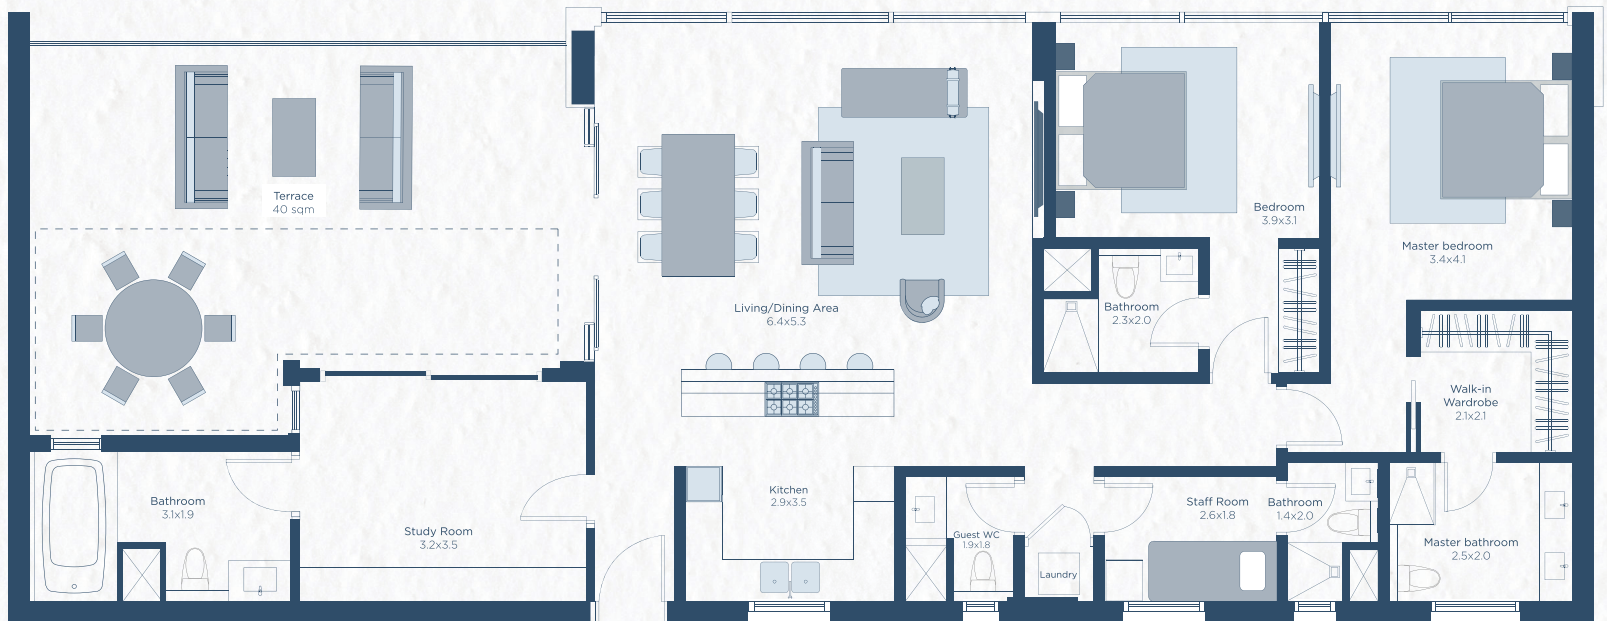 Terrace
40 sqm
Living/Dining Area
6.4x5.3
Bedroom
3.9x3.1
Master bedroom
3.4x4.1
Bathroom
2.3x2.0
Walk-in
Wardrobe
2.1x2.1
Bathroom
3.1x1.9
Study Room
3.2x3.5
Kitchen
2.9x3.5
Guest WC
1.9x1.8
Laundry
Staff Room
2.6x1.8
Bathroom
1.4x2.0
Master bathroom
2.5x2.0